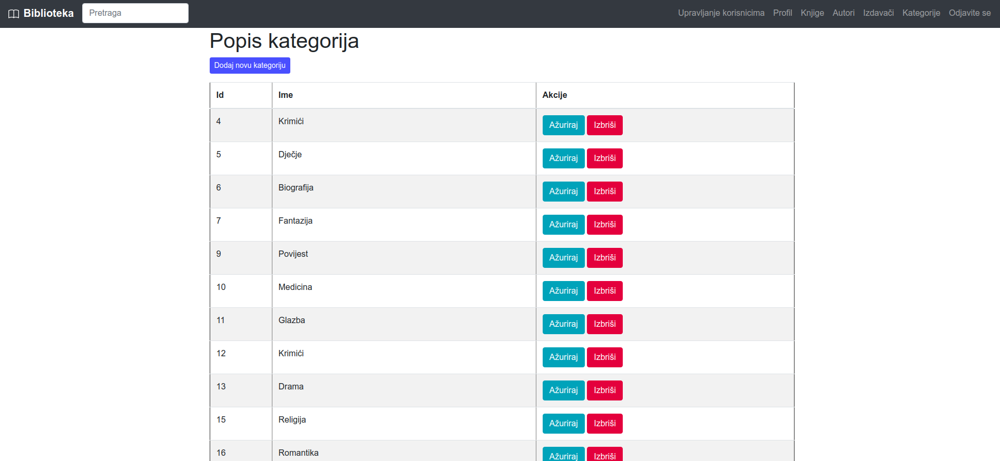 Biblioteka Pretraga Upravljanje korisnicima Profil Knjige Autori Izdavači Kategorije Odjavite se
Popis kategorija
Dodaj novu kategoriju
Id Ime Akcije
4 Krimići Ažuriraj Izbriši
5 Dječje Ažuriraj Izbriši
6 Biografija Ažuriraj Izbriši
7 Fantazija Ažuriraj Izbriši
9 Povijest Ažuriraj Izbriši
10 Medicina Ažuriraj Izbriši
11 Glazba Ažuriraj Izbriši
12 Krimići Ažuriraj Izbriši
13 Drama Ažuriraj Izbriši
15 Religija Ažuriraj Izbriši
16 Romantika Ažuriraj Izbriši